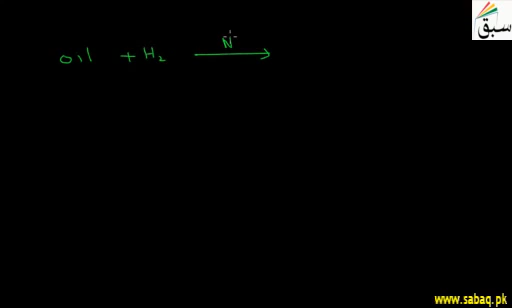 سبق
Ni
oil + H₂ →
www.sabaq.pk